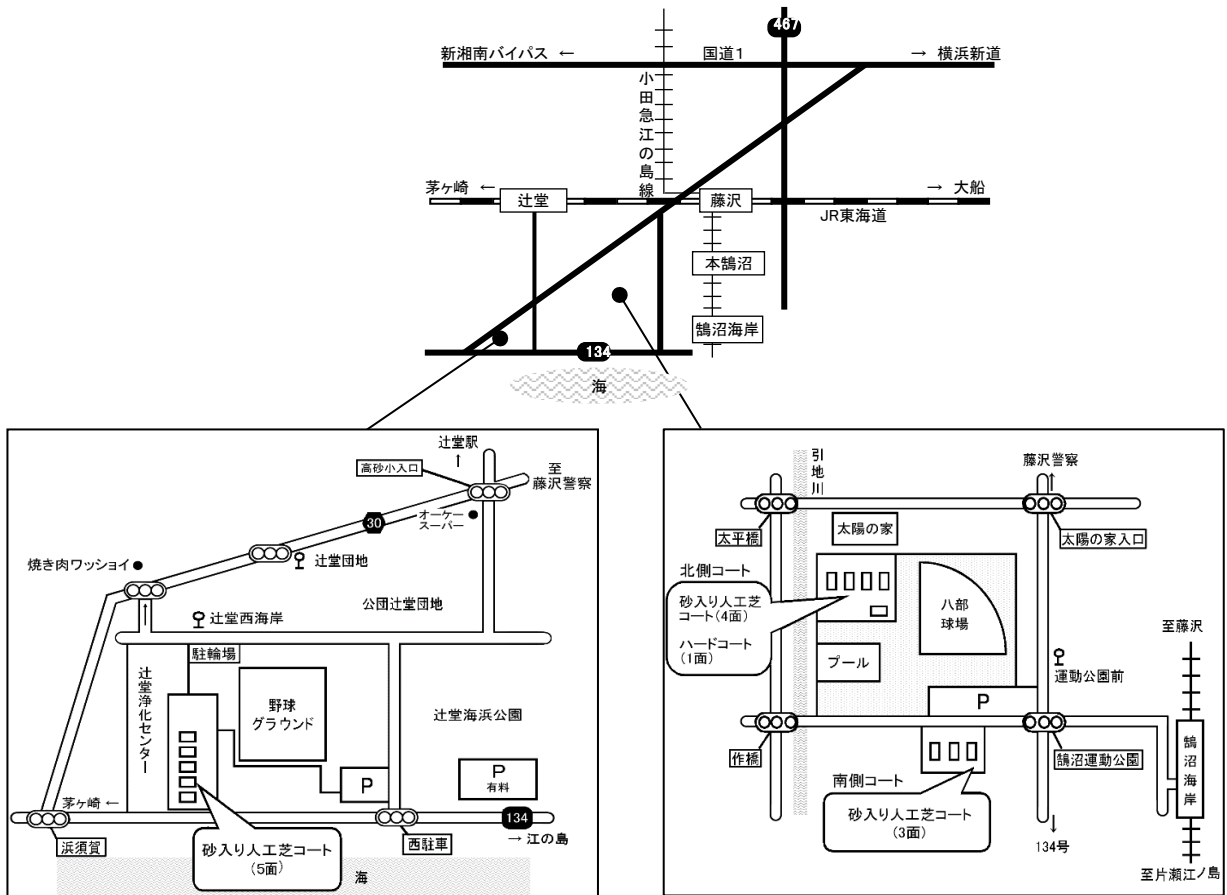 467
新湘南バイパス ←
国道1
→ 横浜新道
小田急江の島線
茅ヶ崎 ←
辻堂
藤沢
→ 大船
JR東海道
本鵠沼
鵠沼海岸
134
海
辻堂駅
↑
高砂小入口
至
藤沢警察
オーケー
スーパー
30
辻堂団地
焼き肉ワッショイ
公団辻堂団地
辻堂西海岸
↑
駐輪場
辻堂浄化センター
野球
グラウンド
辻堂海浜公園
P
P
有料
茅ヶ崎 ←
134
→ 江の島
浜須賀
西駐車
砂入り人工芝コート
(5面)
海
引地川
藤沢警察
↑
太平橋
太陽の家
太陽の家入口
北側コート
砂入り人工芝
コート(4面)
ハードコート
(1面)
八部
球場
プール
至藤沢
運動公園前
P
作橋
鵠沼運動公園
鵠沼海岸
南側コート
砂入り人工芝コート
(3面)
↓
134号
至片瀬江ノ島